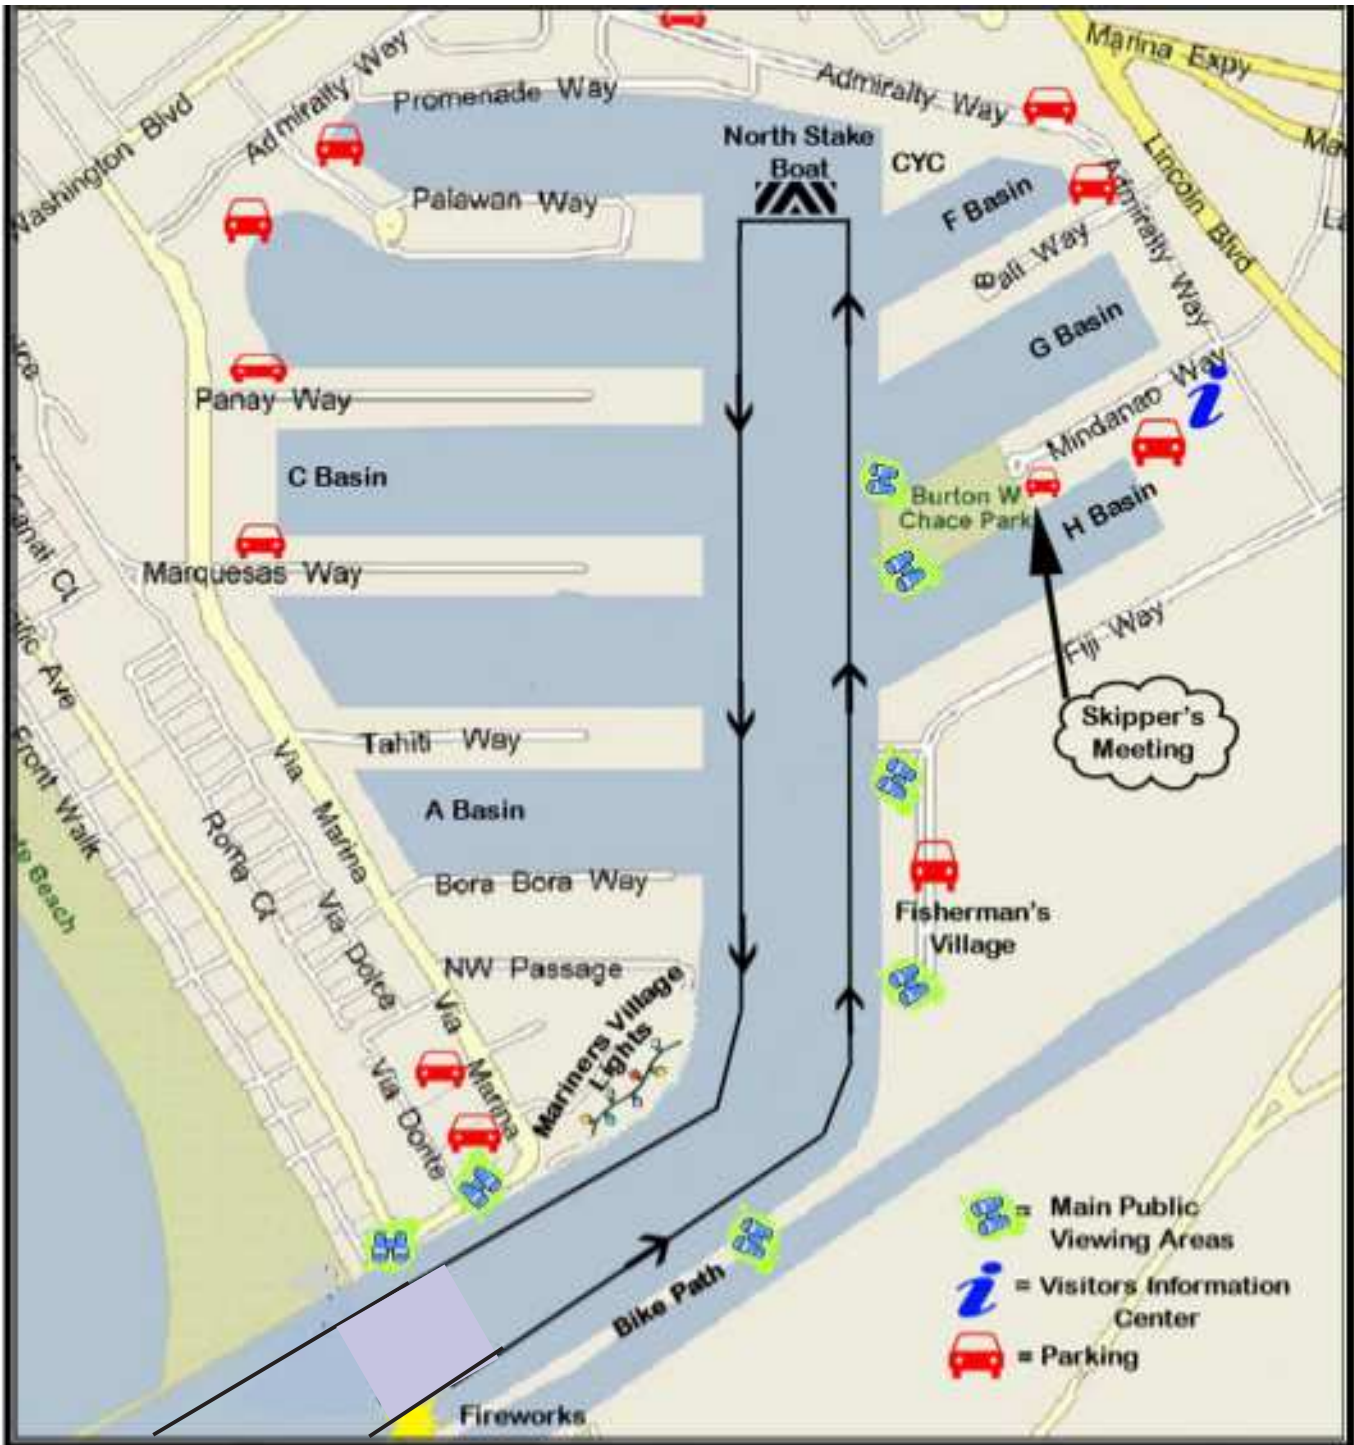 Marina Expy
Admiralty Way
Promenade Way
Admiralty Way
Washington Blvd
North Stake
Boat
CYC
Lincoln Blvd
Admiralty Way
F Basin
Palawan Way
Bali Way
G Basin
Mindanao Way
Panay Way
C Basin
Burton W
Chace Park
H Basin
Marquesas Way
Fiji Way
Skipper's
Meeting
Tahiti Way
Via Marina
A Basin
Front Walk
Roma Ct
Bora Bora Way
Via Dolce
Fisherman's
Village
NW Passage
Mariners Village
Lights
Via Marina
Via Donte
Bike Path
= Main Public
Viewing Areas
= Visitors Information
Center
= Parking
Fireworks
Beach
Ave